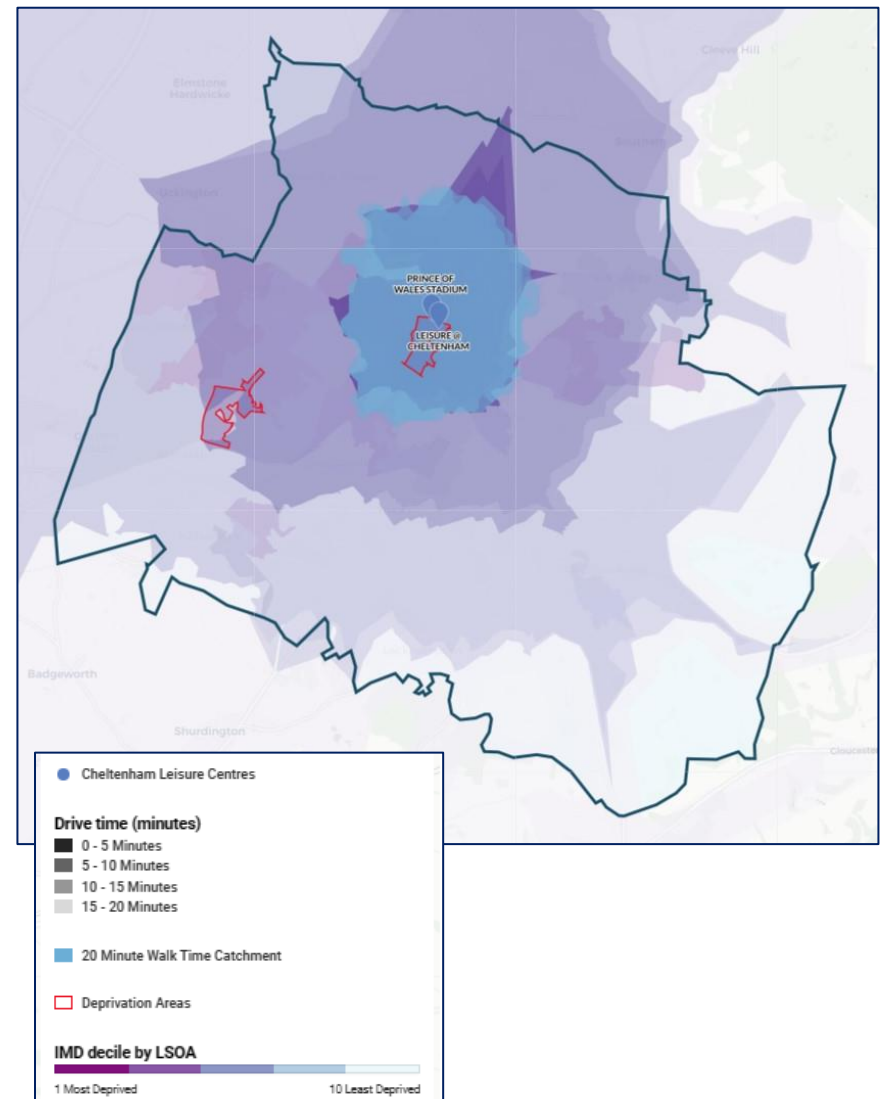 Cleeve Hill
Elmstone
Hardwicke
Uckington
PRINCE OF
WALES STADIUM
LEISURE @
CHELTENHAM
Badgeworth
Shurdington
Cheltenham Leisure Centres
Drive time (minutes)
0 - 5 Minutes
5 - 10 Minutes
10 - 15 Minutes
15 - 20 Minutes
20 Minute Walk Time Catchment
Deprivation Areas
IMD decile by LSOA
1 Most Deprived
10 Least Deprived